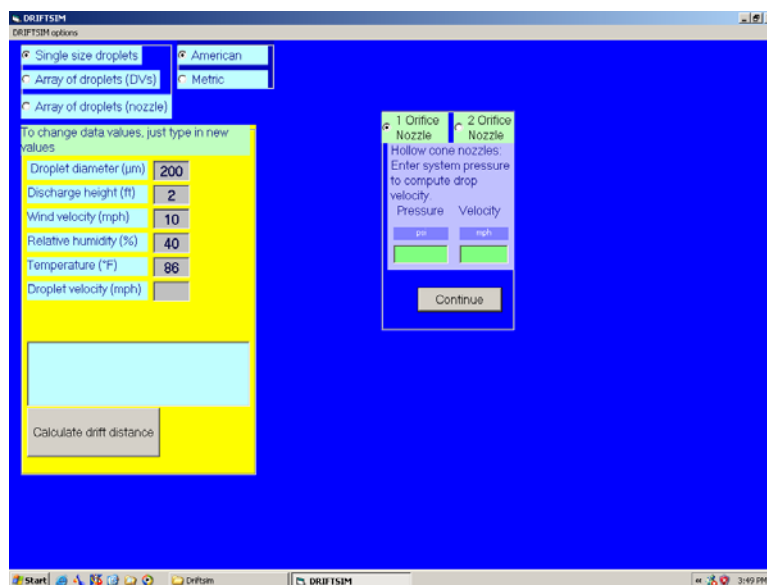 DRIFTSIM
DRIFTSIM options
Single size droplets
American
Array of droplets (DVs)
Metric
Array of droplets (nozzle)
To change data values, just type in new
values
Droplet diameter (µm) 200
Discharge height (ft) 2
Wind velocity (mph) 10
Relative humidity (%) 40
Temperature (°F) 86
Droplet velocity (mph)
Calculate drift distance
1 Orifice
Nozzle
2 Orifice
Nozzle
Hollow cone nozzles:
Enter system pressure
to compute drop
velocity.
Pressure Velocity
psi mph
Continue
Start
Driftsim
DRIFTSIM
3:49 PM